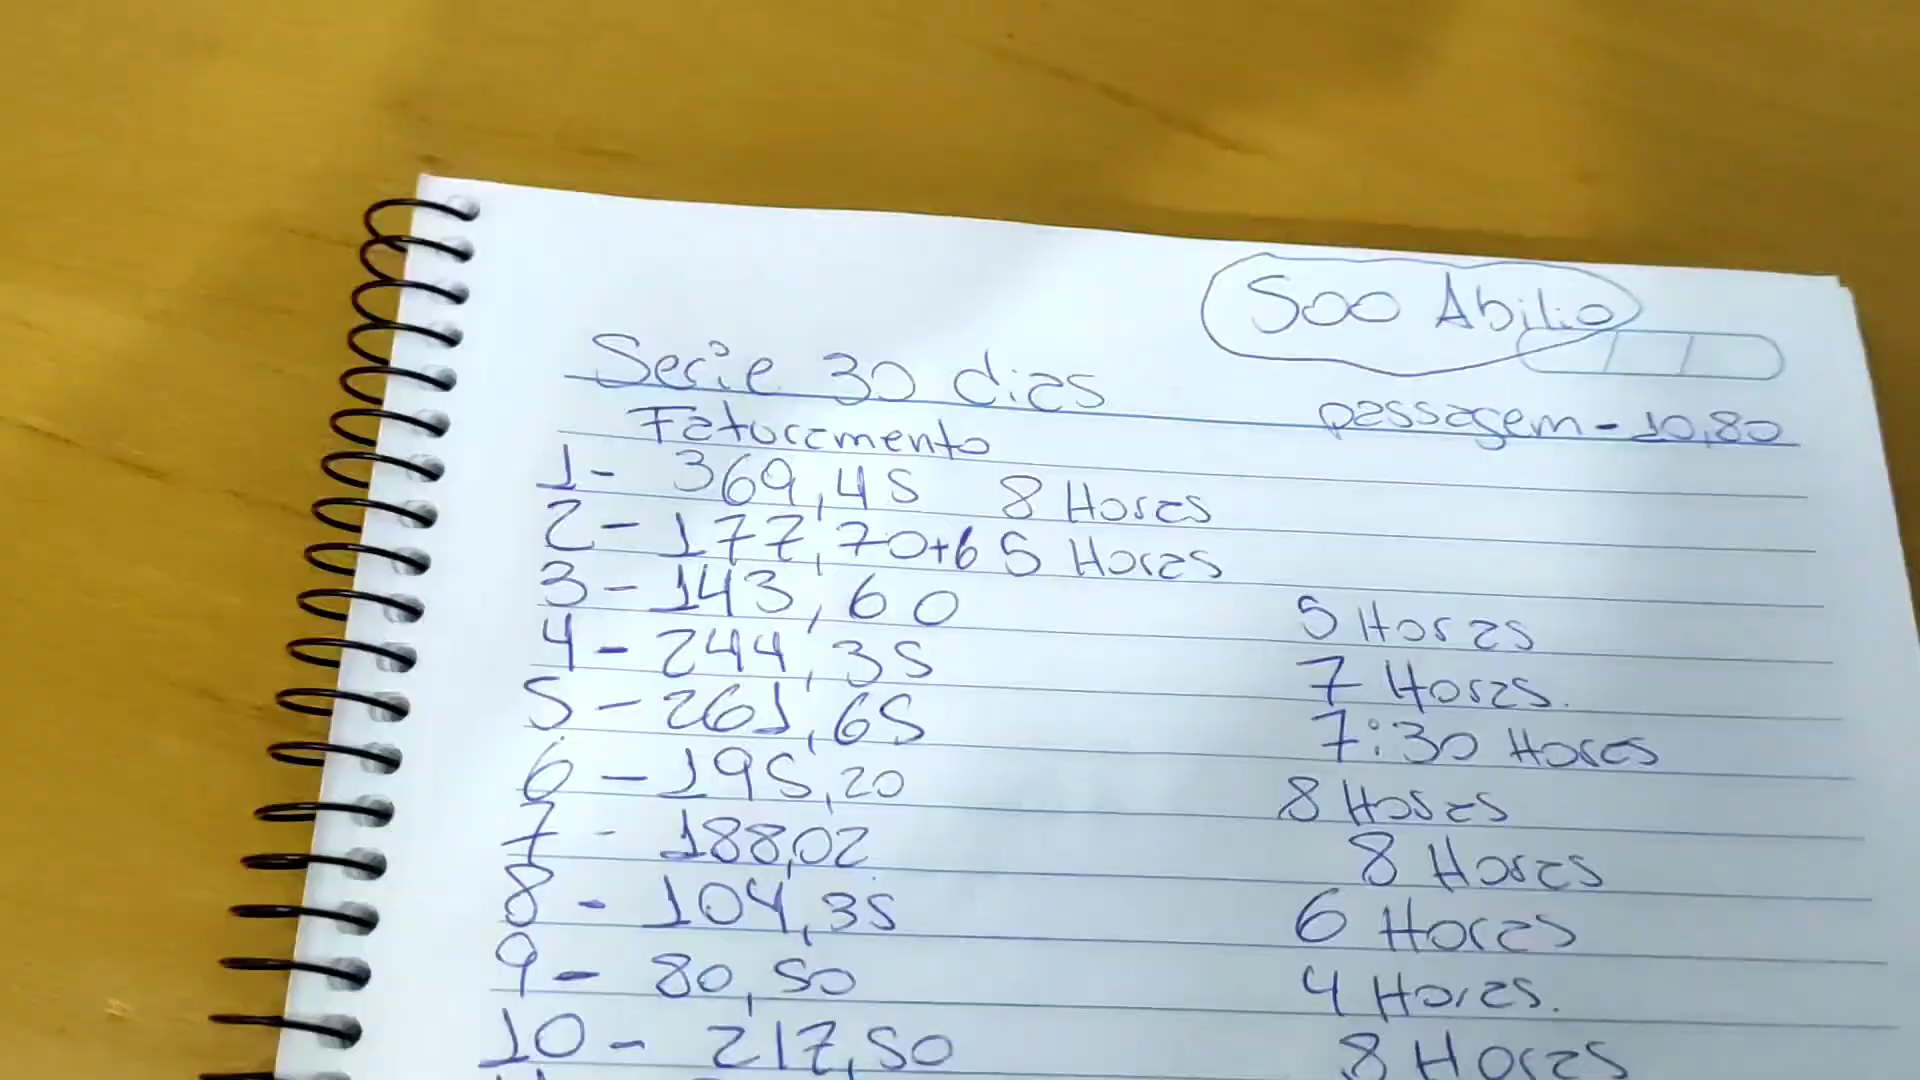 500 Abilio
Serie 30 dias
passagem - 10,80
Faturamento
1- 369,45 8 Horas
2 - 177,70+6 5 Horas
3 - 143,60 5 Horas
4 - 244,35 7 Horas.
5 - 261,65 7:30 Horas
6 - 195,20 8 Horas
7 - 188,02 8 Horas
8 - 104,35 6 Horas
9 - 80,50 4 Horas.
10 - 217,50 8 Horas